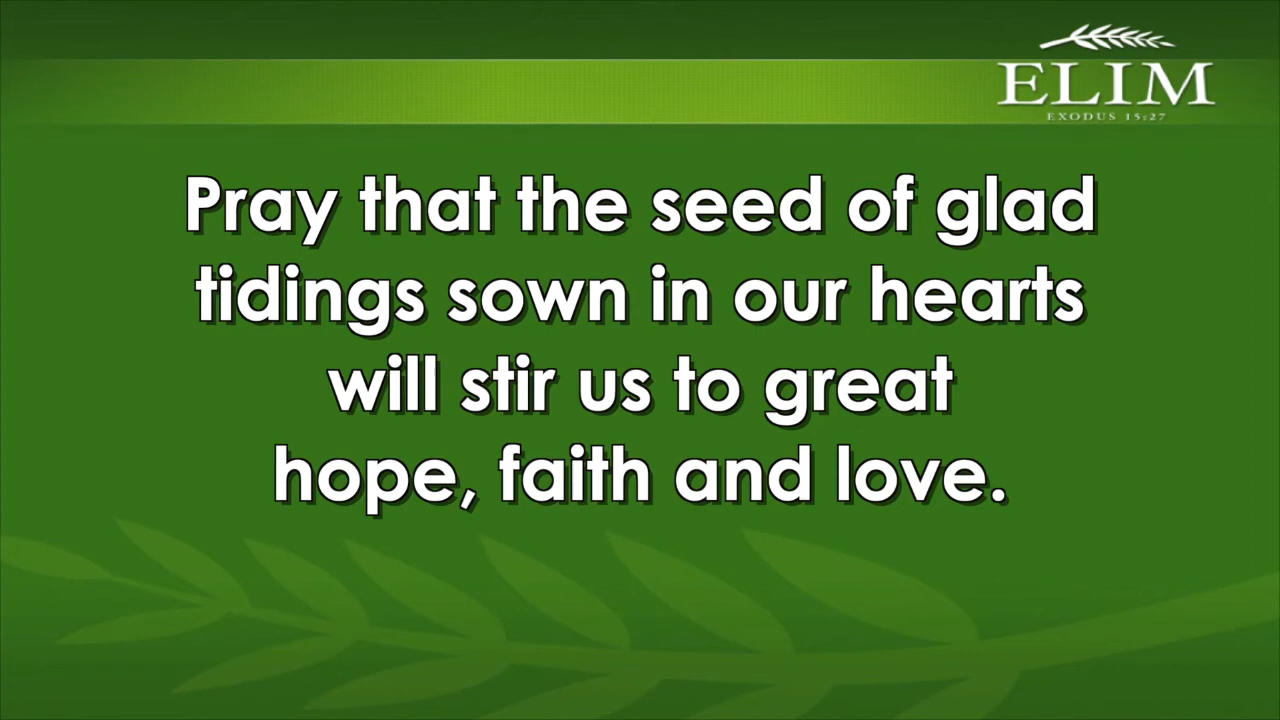 ELIM
EXODUS 15:27
Pray that the seed of glad
tidings sown in our hearts
will stir us to great
hope, faith and love.